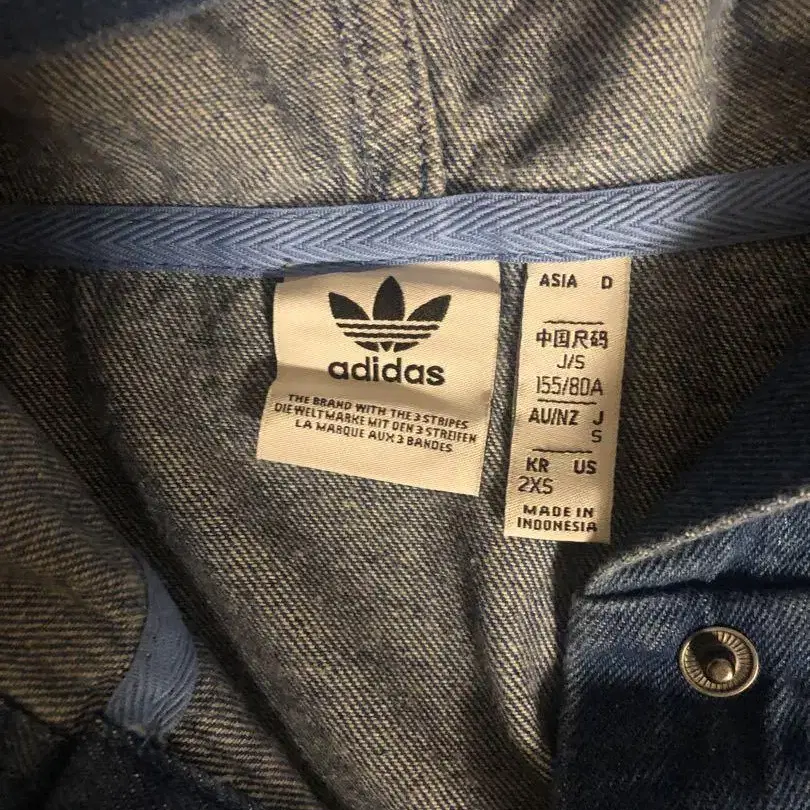 adidas
THE BRAND WITH THE 3 STRIPES
DIE WELTMARKE MIT DEN 3 STREIFEN
LA MARQUE AUX 3 BANDES
ASIA D
中国尺码
J/S
155/80A
AU/NZ J
S
KR US
2XS
MADE IN
INDONESIA